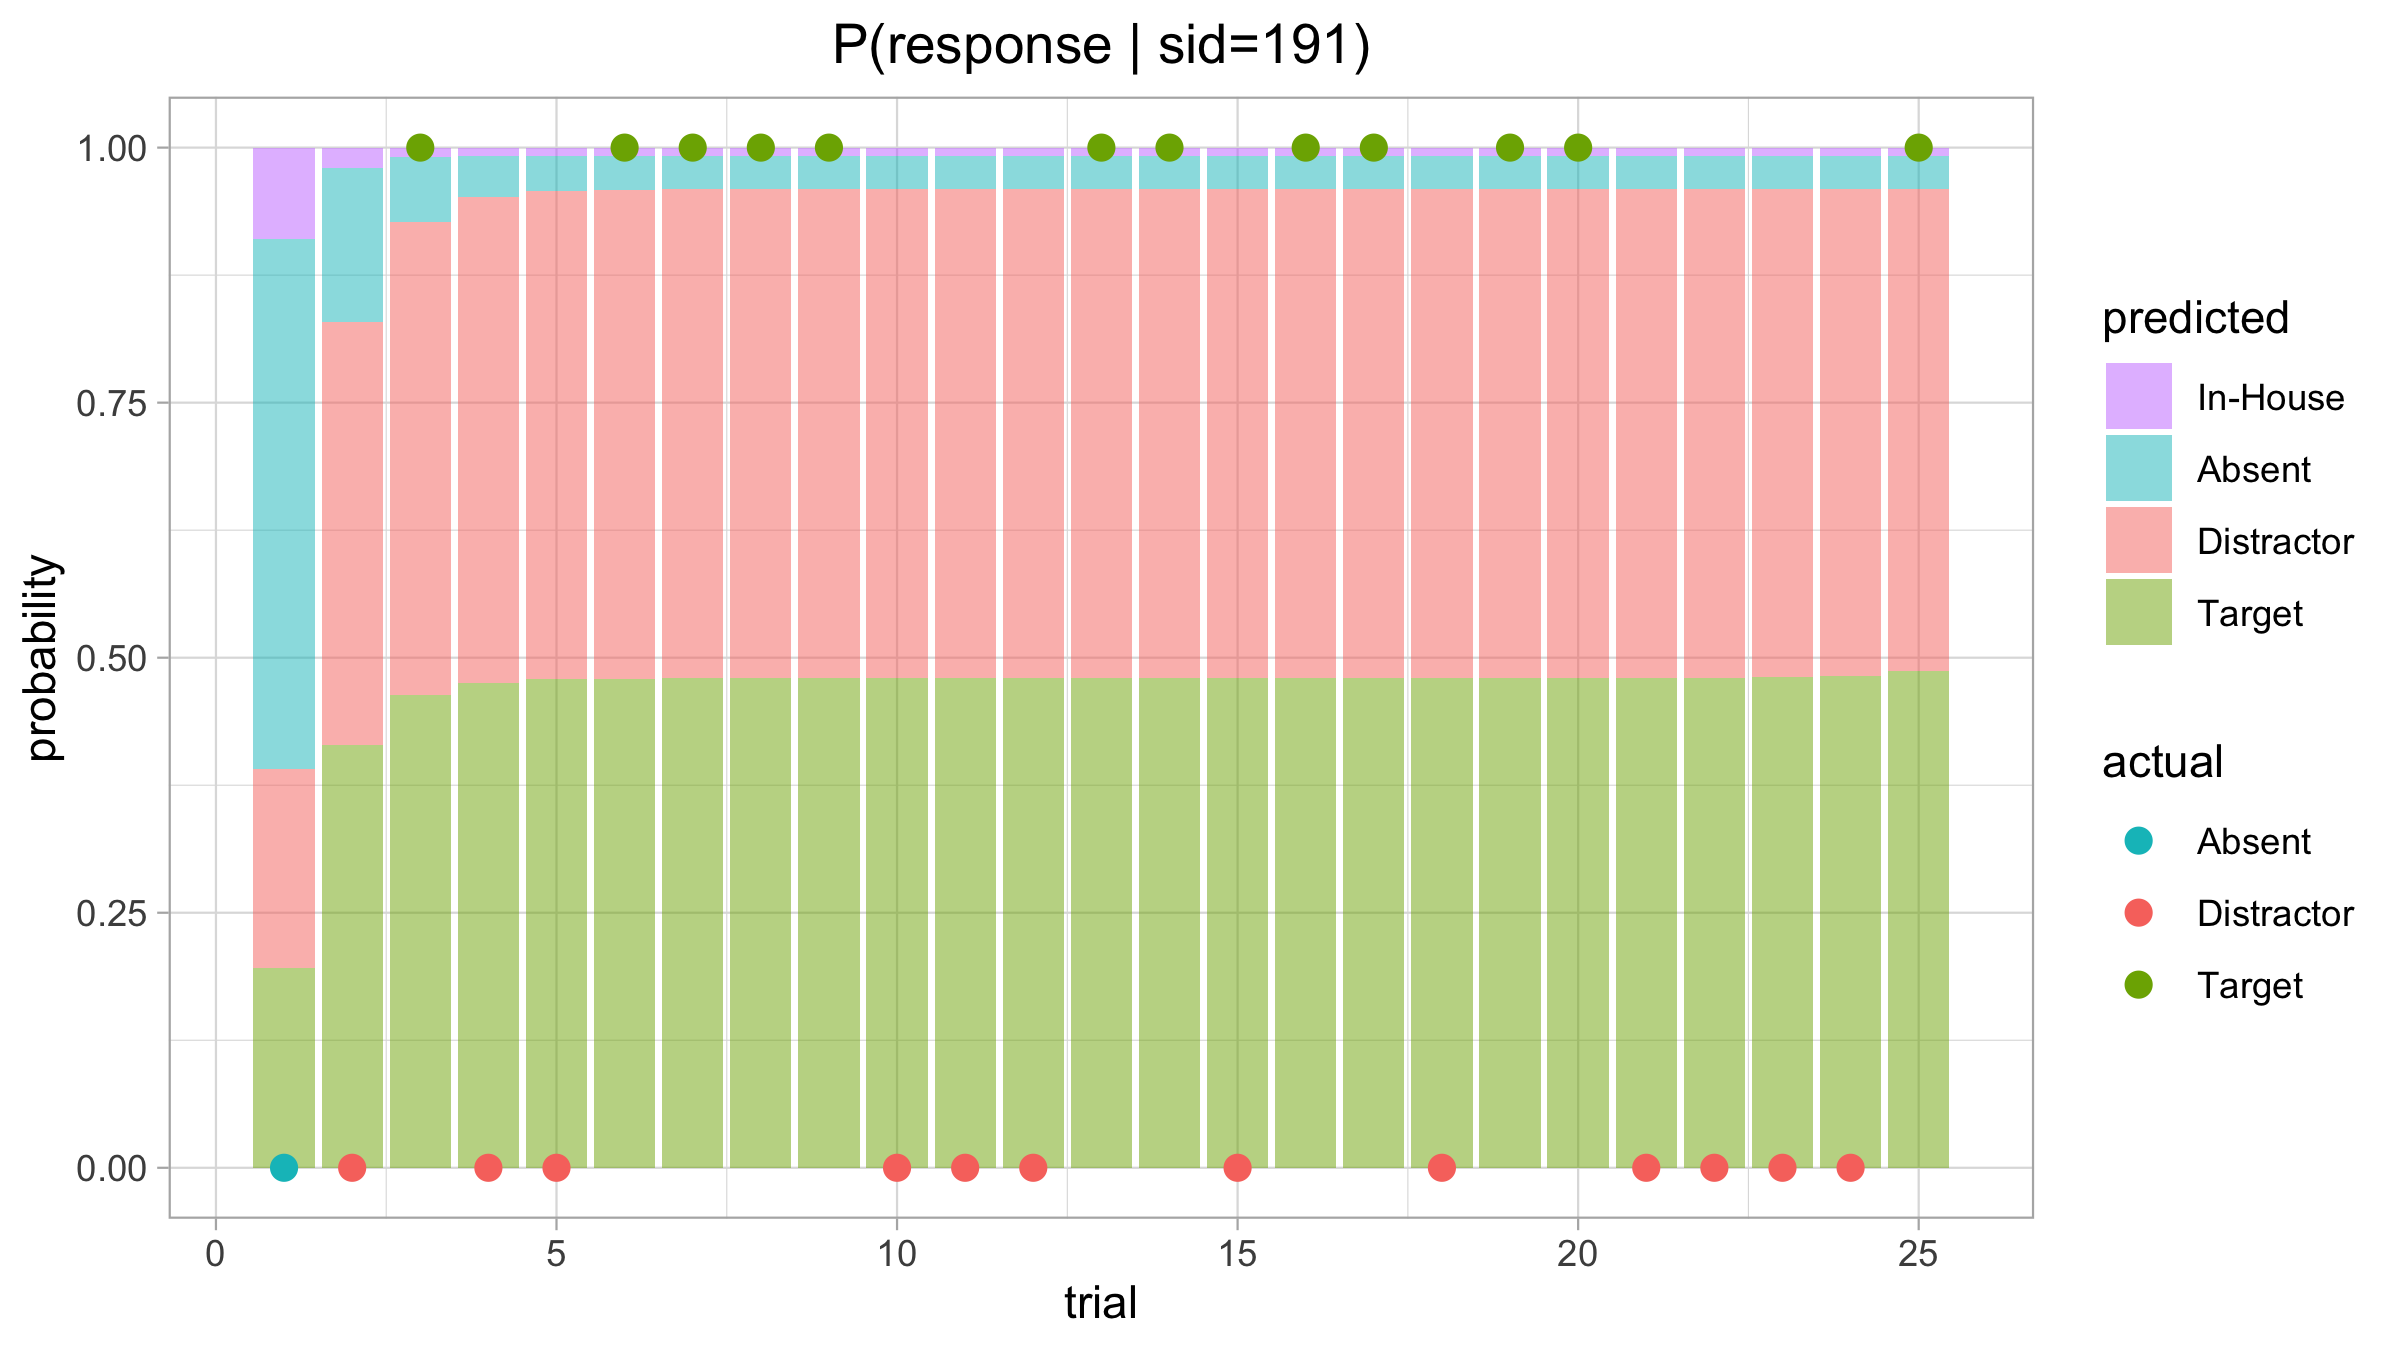 P(response | sid=191)
probability
1.00
0.75
0.50
0.25
0.00
0 5 10 15 20 25
trial
predicted
In-House
Absent
Distractor
Target
actual
Absent
Distractor
Target